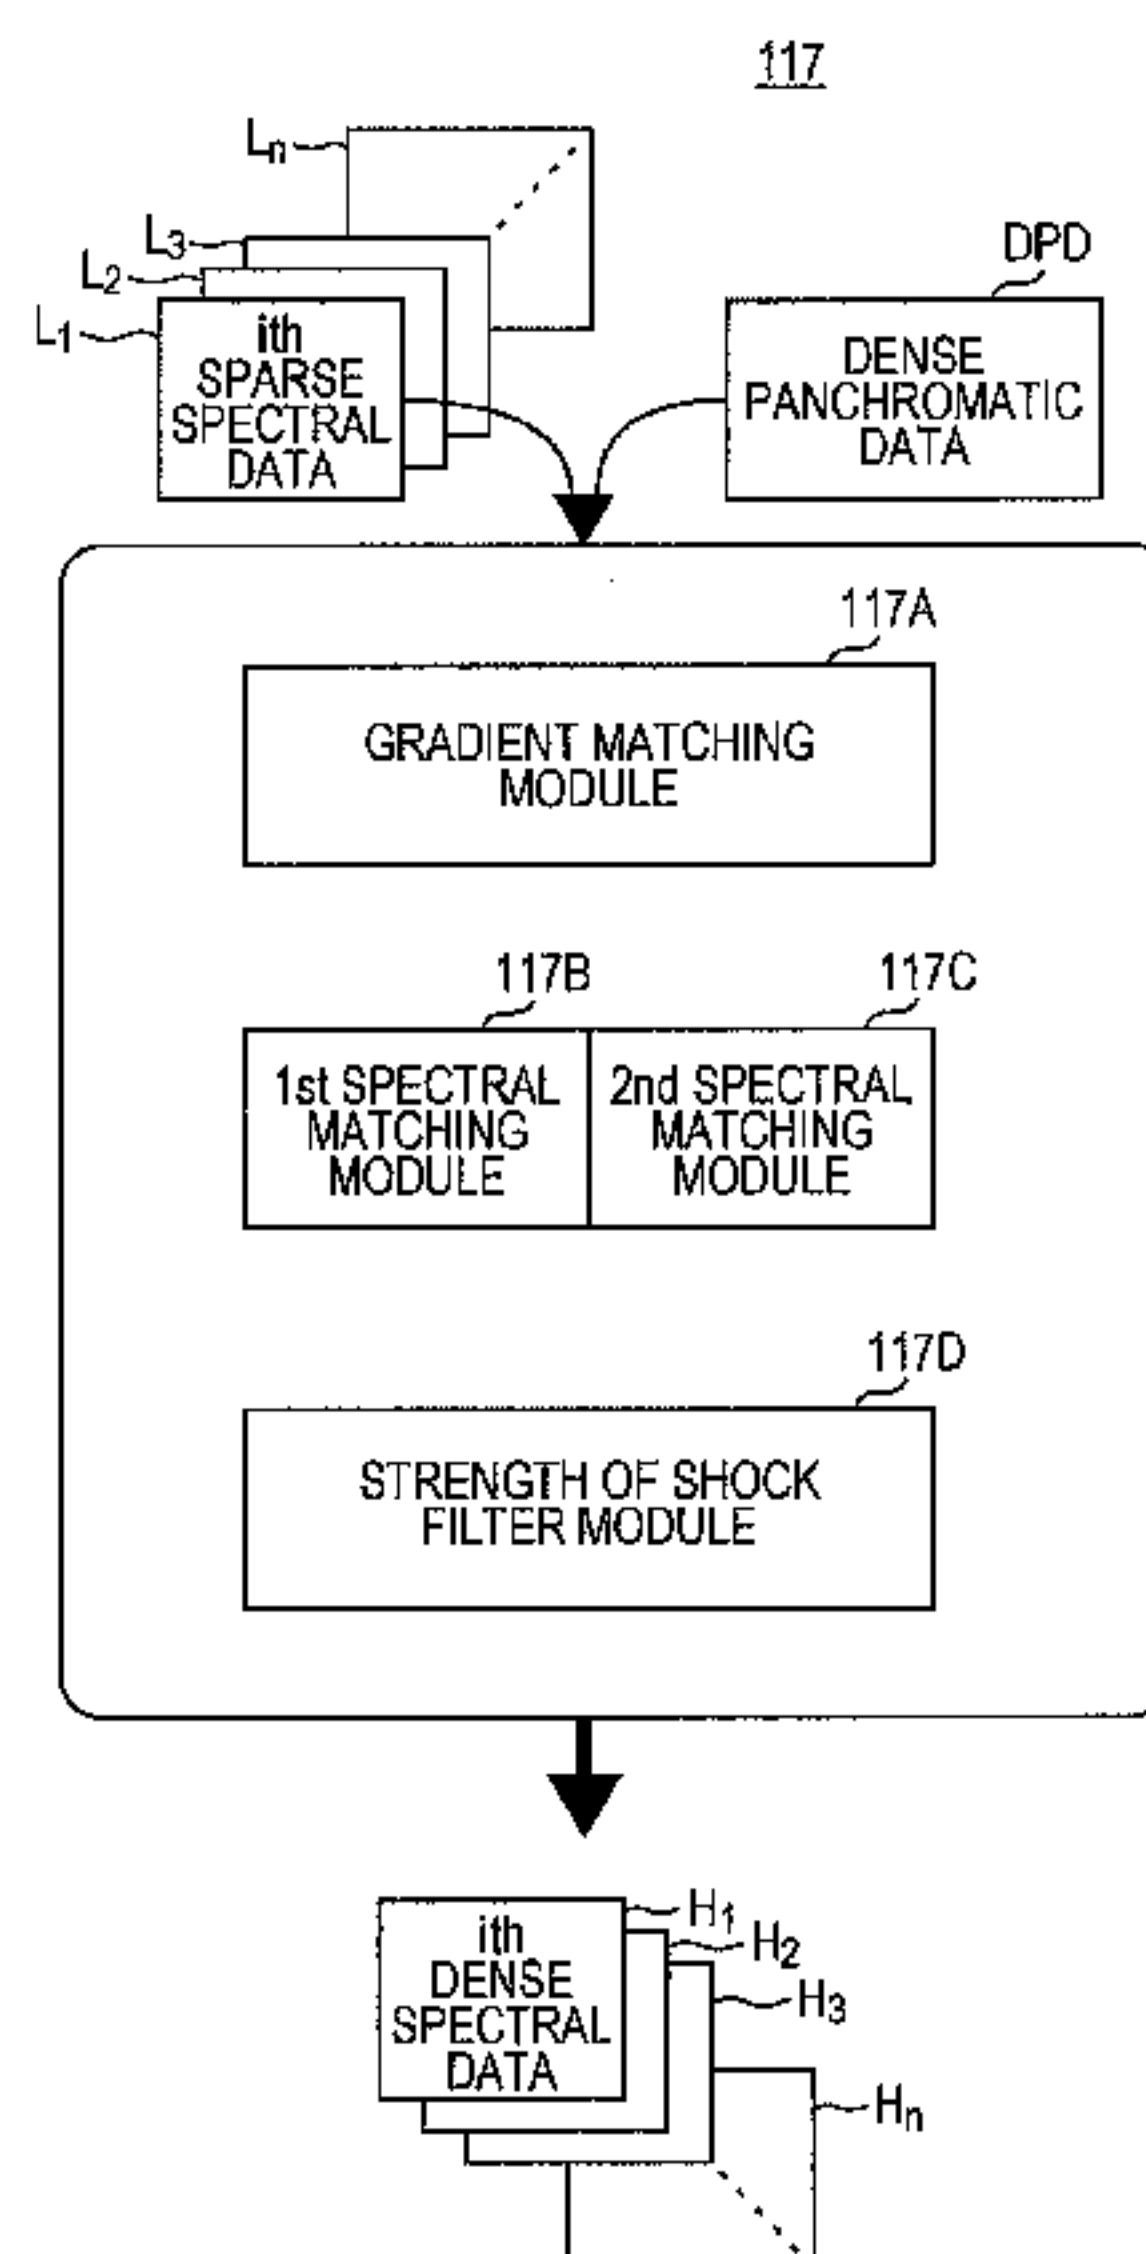 117
Ln
L3
L2
L1
ith
SPARSE
SPECTRAL
DATA
DPD
DENSE
PANCHROMATIC
DATA
117A
GRADIENT MATCHING
MODULE
117B
117C
1st SPECTRAL
MATCHING
MODULE
2nd SPECTRAL
MATCHING
MODULE
117D
STRENGTH OF SHOCK
FILTER MODULE
ith
DENSE
SPECTRAL
DATA
H1
H2
H3
Hn